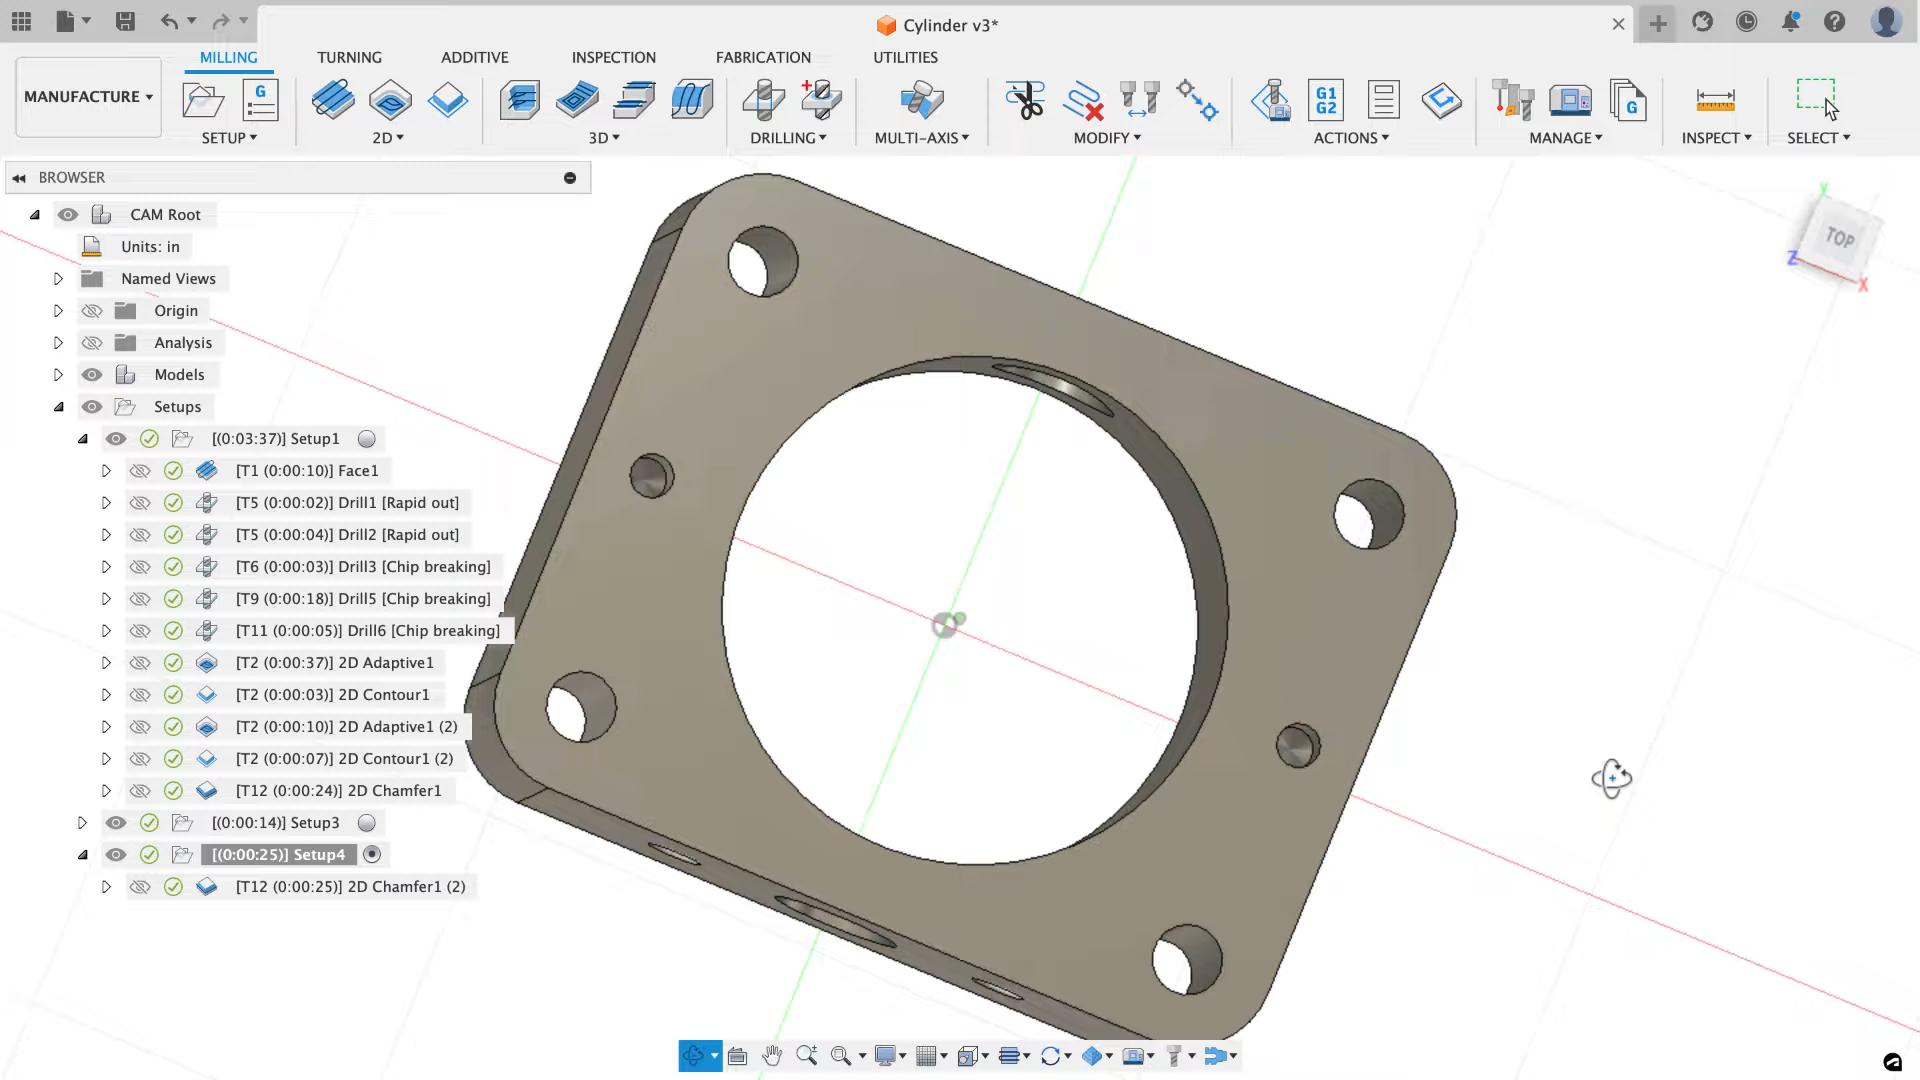 Cylinder v3*
MILLING TURNING ADDITIVE INSPECTION FABRICATION UTILITIES
MANUFACTURE
G G1 G2 G
SETUP 2D 3D DRILLING MULTI-AXIS MODIFY ACTIONS MANAGE INSPECT SELECT
BROWSER
CAM Root
Units: in
Named Views
Origin
Analysis
Models
Setups
[(0:03:37)] Setup1
[T1 (0:00:10)] Face1
[T5 (0:00:02)] Drill1 [Rapid out]
[T5 (0:00:04)] Drill2 [Rapid out]
[T6 (0:00:03)] Drill3 [Chip breaking]
[T9 (0:00:18)] Drill5 [Chip breaking]
[T11 (0:00:05)] Drill6 [Chip breaking]
[T2 (0:00:37)] 2D Adaptive1
[T2 (0:00:03)] 2D Contour1
[T2 (0:00:10)] 2D Adaptive1 (2)
[T2 (0:00:07)] 2D Contour1 (2)
[T12 (0:00:24)] 2D Chamfer1
[(0:00:14)] Setup3
[(0:00:25)] Setup4
[T12 (0:00:25)] 2D Chamfer1 (2)
Y
TOP
Z
X